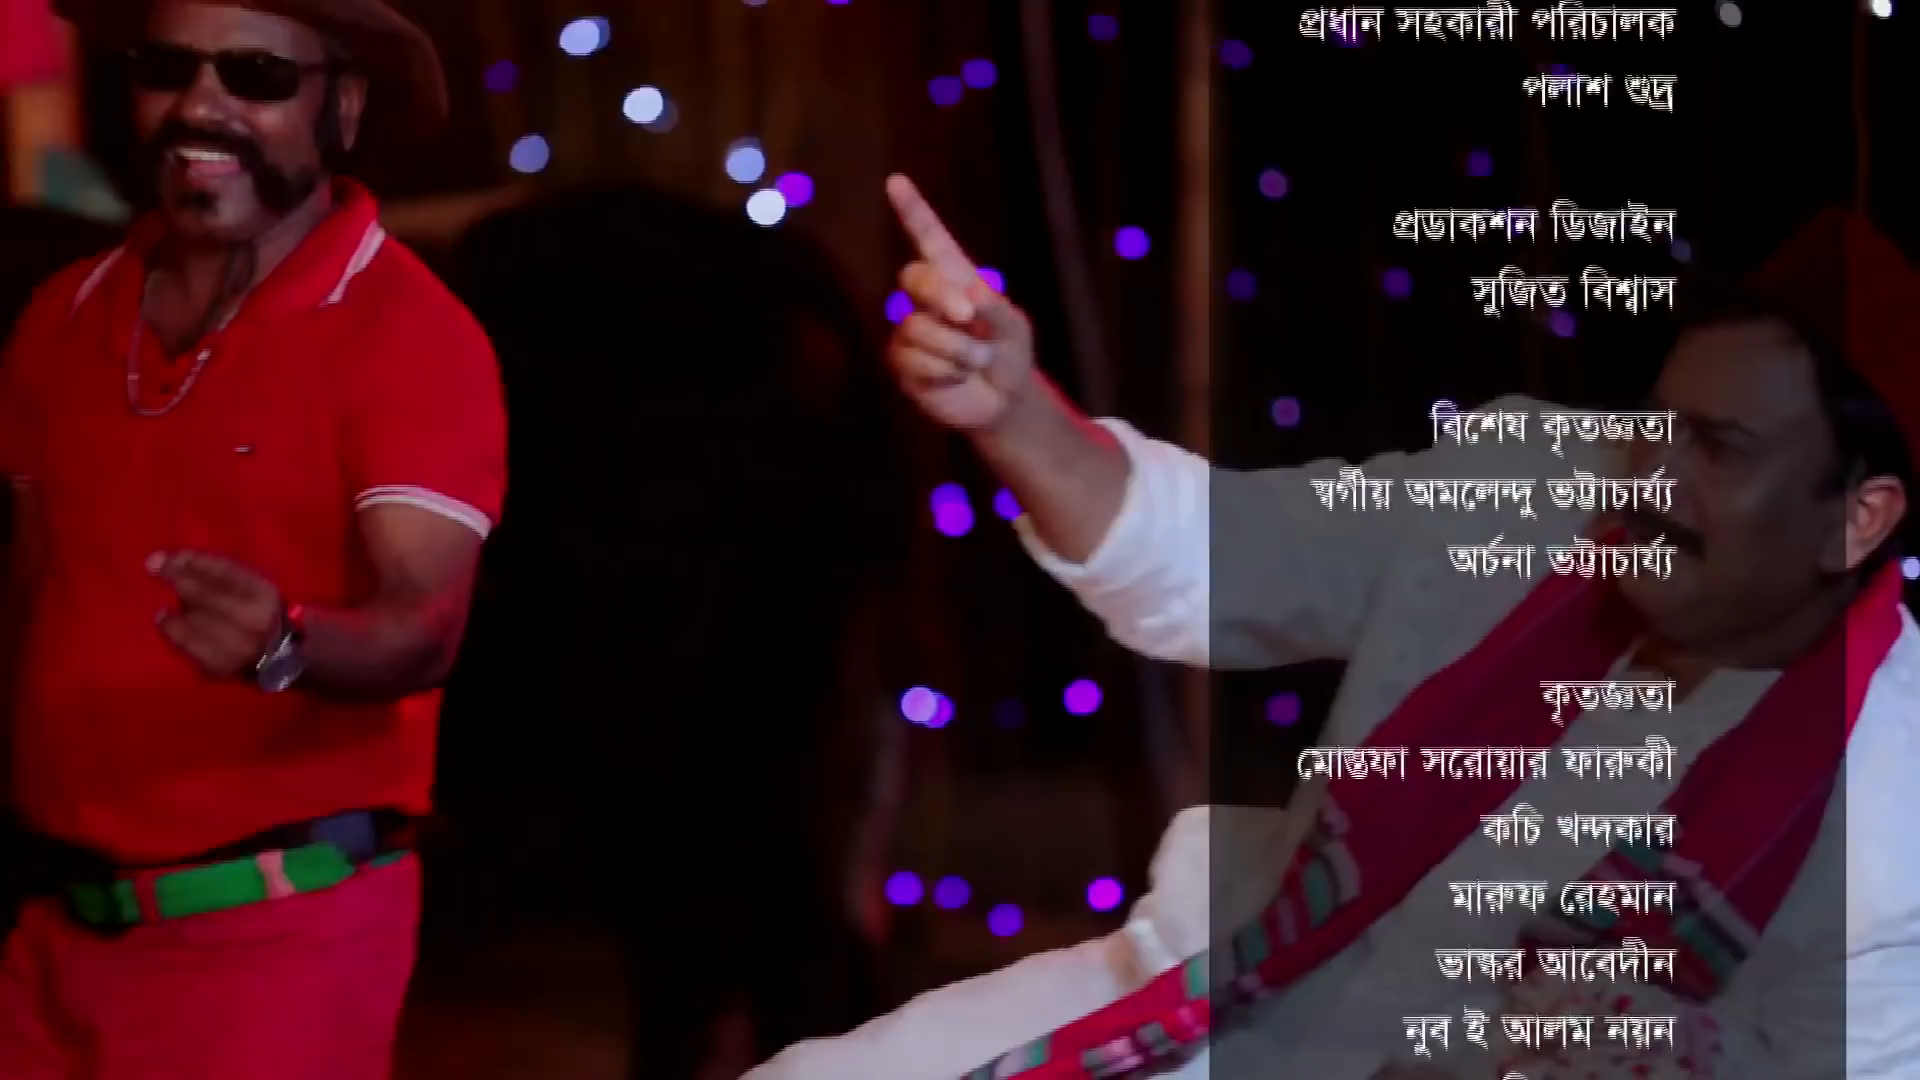 প্রধান সহকারী পরিচালক
পলাশ শুদ্র
প্রডাকশন ডিজাইন
সুজিত বিশ্বাস
বিশেষ কৃতজ্ঞতা
স্বর্গীয় অমলেন্দু ভট্টাচার্য্য
অর্চনা ভট্টাচার্য্য
কৃতজ্ঞতা
মোস্তফা সরোয়ার ফারুকী
কচি খন্দকার
মারুফ রেহমান
ভাস্কর আবেদীন
নুব ই আলম নয়ন